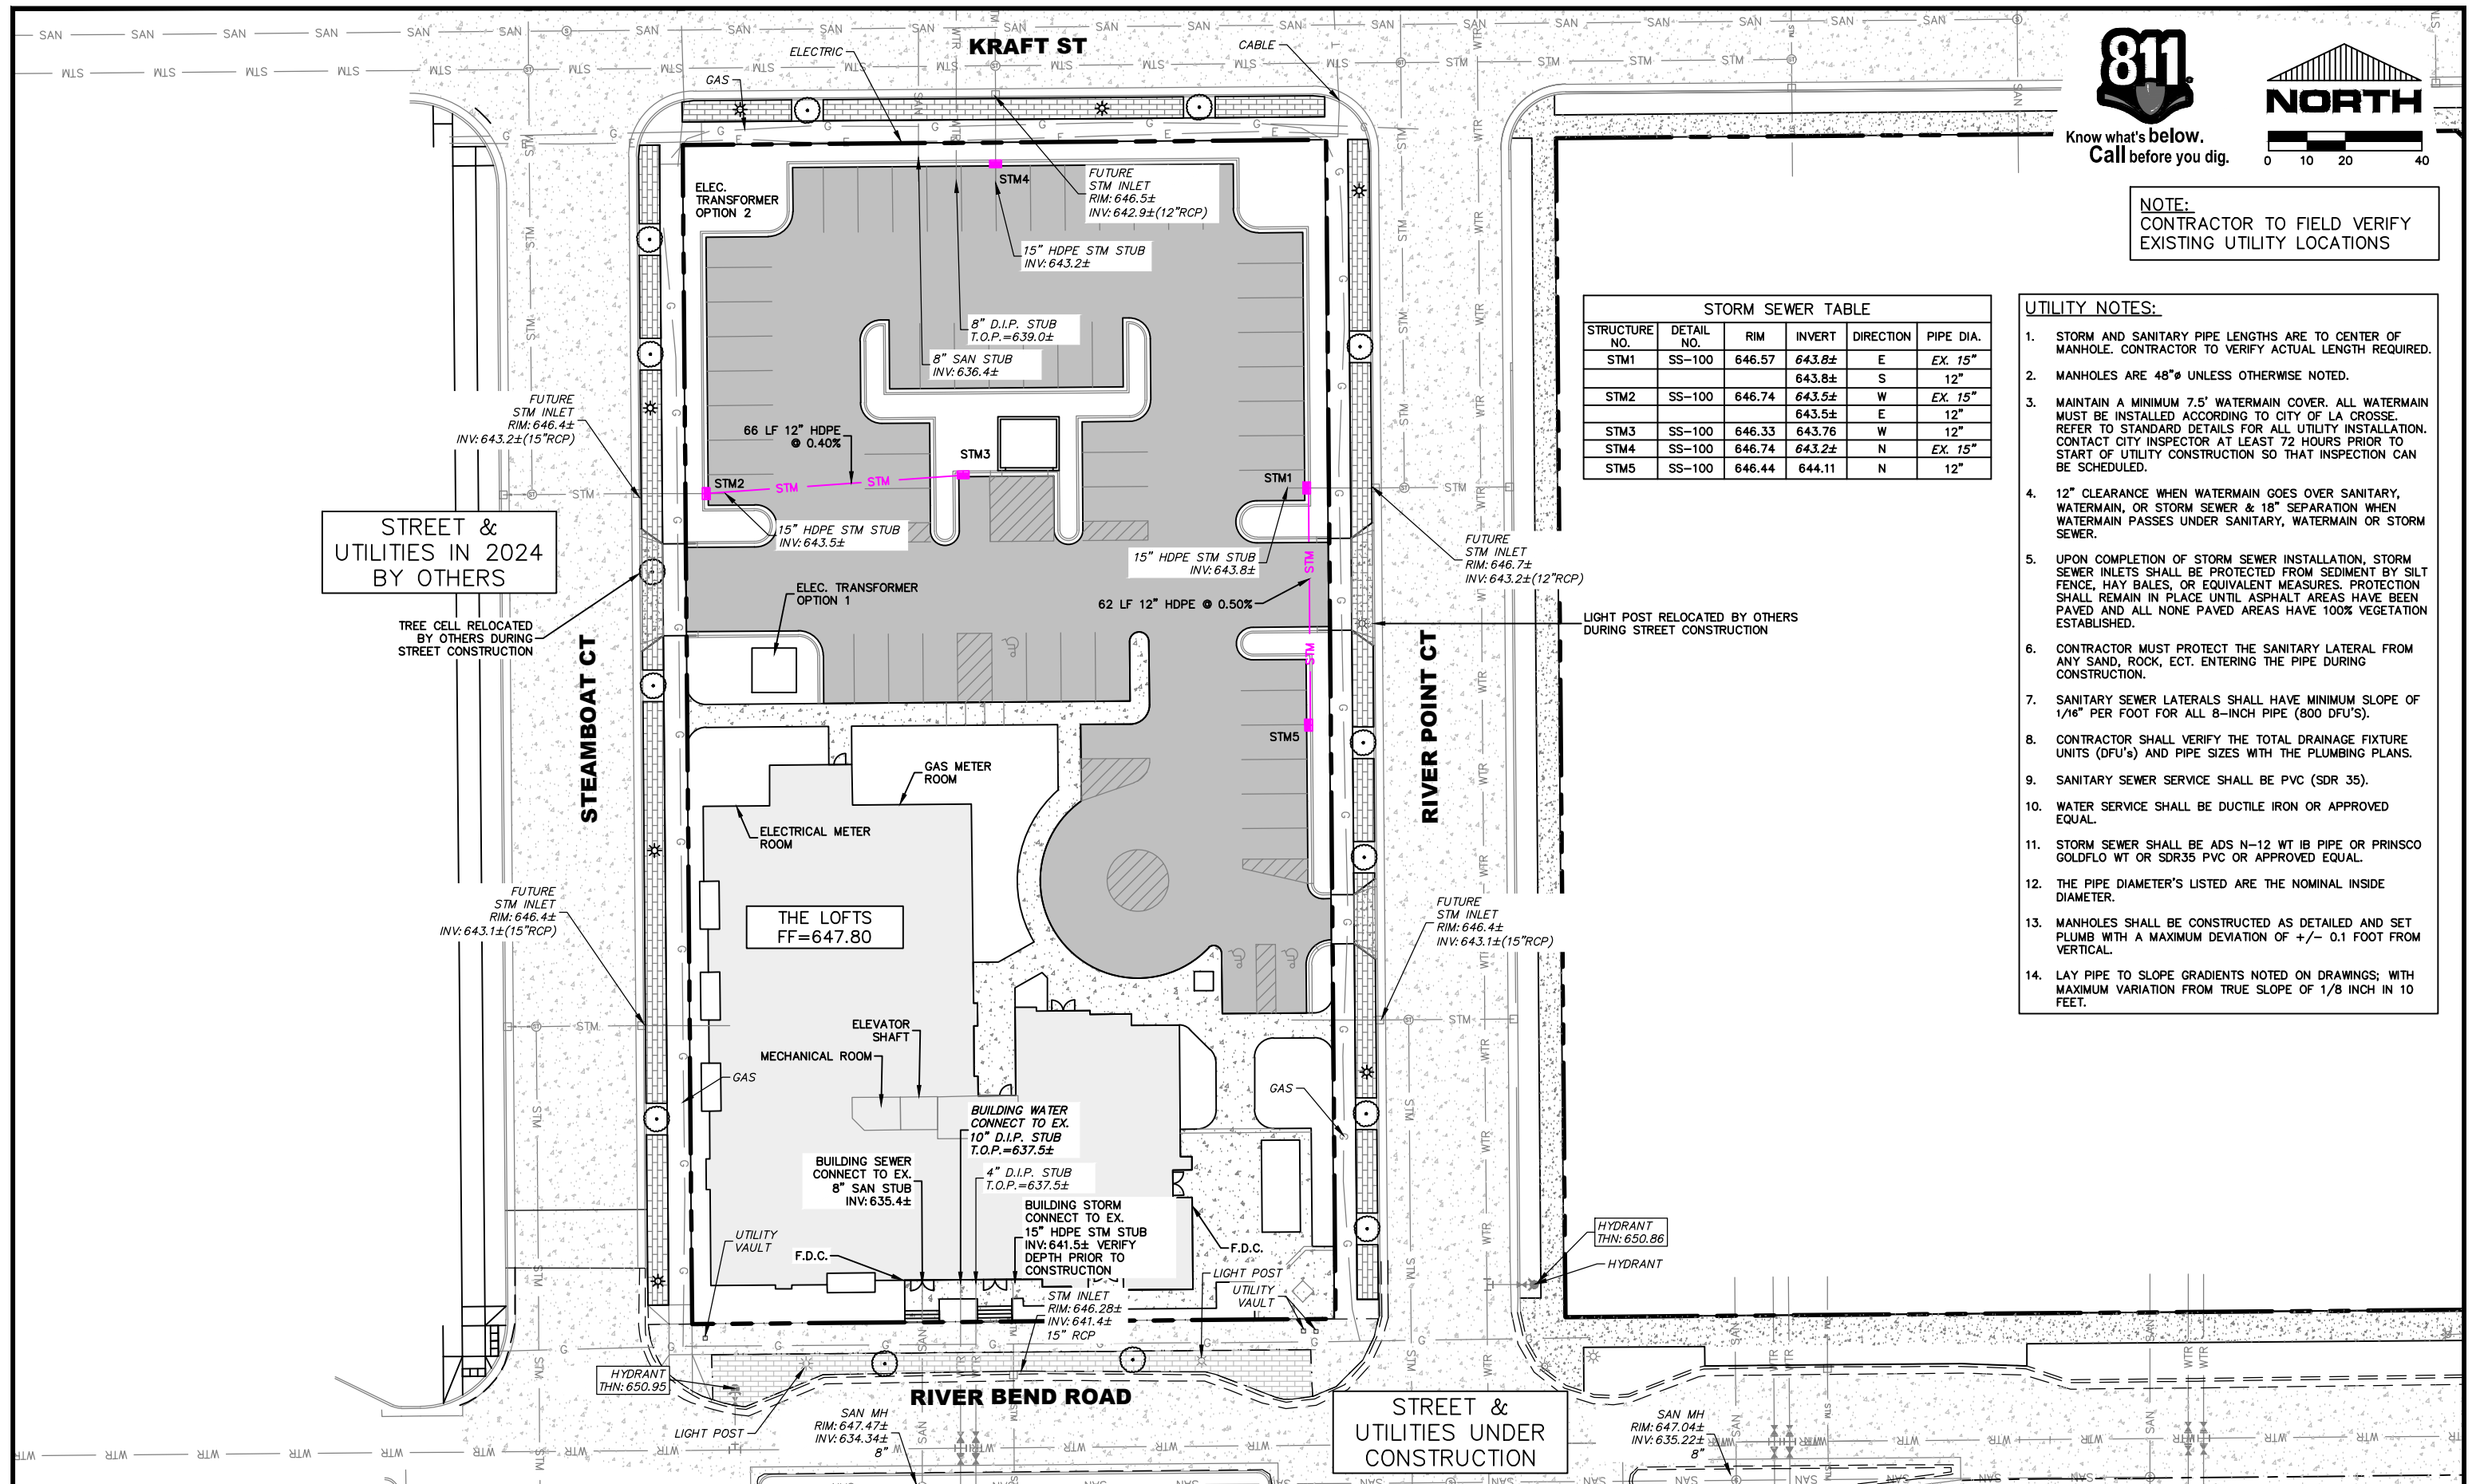 KRAFT ST
ELECTRIC
GAS
CABLE
811
Know what's below.
Call before you dig.
NORTH
0 10 20 40
NOTE:
CONTRACTOR TO FIELD VERIFY
EXISTING UTILITY LOCATIONS
ELEC.
TRANSFORMER
OPTION 2
STM4
FUTURE
STM INLET
RIM: 646.5±
INV: 642.9±(12"RCP)
15" HDPE STM STUB
INV: 643.2±
8" D.I.P. STUB
T.O.P.=639.0±
8" SAN STUB
INV: 636.4±
FUTURE
STM INLET
RIM: 646.4±
INV: 643.2±(15"RCP)
66 LF 12" HDPE
@ 0.40%
STM3
STM2
STM STM
STM1
15" HDPE STM STUB
INV: 643.5±
15" HDPE STM STUB
INV: 643.8±
STREET &
UTILITIES IN 2024
BY OTHERS
FUTURE
STM INLET
RIM: 646.7±
INV: 643.2±(12"RCP)
ELEC. TRANSFORMER
OPTION 1
62 LF 12" HDPE @ 0.50%
STM
STM
TREE CELL RELOCATED
BY OTHERS DURING
STREET CONSTRUCTION
LIGHT POST RELOCATED BY OTHERS
DURING STREET CONSTRUCTION
STEAMBOAT CT
RIVER POINT CT
STM5
GAS METER
ROOM
ELECTRICAL METER
ROOM
THE LOFTS
FF=647.80
FUTURE
STM INLET
RIM: 646.4±
INV: 643.1±(15"RCP)
FUTURE
STM INLET
RIM: 646.4±
INV: 643.1±(15"RCP)
ELEVATOR
SHAFT
MECHANICAL ROOM
GAS
GAS
BUILDING WATER
CONNECT TO EX.
10" D.I.P. STUB
T.O.P.=637.5±
BUILDING SEWER
CONNECT TO EX.
8" SAN STUB
INV: 635.4±
4" D.I.P. STUB
T.O.P.=637.5±
BUILDING STORM
CONNECT TO EX.
15" HDPE STM STUB
INV: 641.5± VERIFY
DEPTH PRIOR TO
CONSTRUCTION
UTILITY
VAULT
F.D.C.
F.D.C.
LIGHT POST
UTILITY
VAULT
STM INLET
RIM: 646.28±
INV: 641.4±
15" RCP
HYDRANT
THN: 650.86
HYDRANT
HYDRANT
THN: 650.95
RIVER BEND ROAD
LIGHT POST
SAN MH
RIM: 647.47±
INV: 634.34±
8"
STREET &
UTILITIES UNDER
CONSTRUCTION
SAN MH
RIM: 647.04±
INV: 635.22±
8"
STORM SEWER TABLE
STRUCTURE NO. DETAIL NO. RIM INVERT DIRECTION PIPE DIA.
STM1 SS-100 646.57 643.8± E EX. 15"
643.8± S 12"
STM2 SS-100 646.74 643.5± W EX. 15"
643.5± E 12"
STM3 SS-100 646.33 643.76 W 12"
STM4 SS-100 646.74 643.2± N EX. 15"
STM5 SS-100 646.44 644.11 N 12"
UTILITY NOTES:
1. STORM AND SANITARY PIPE LENGTHS ARE TO CENTER OF
MANHOLE. CONTRACTOR TO VERIFY ACTUAL LENGTH REQUIRED.
2. MANHOLES ARE 48"ø UNLESS OTHERWISE NOTED.
3. MAINTAIN A MINIMUM 7.5' WATERMAIN COVER. ALL WATERMAIN
MUST BE INSTALLED ACCORDING TO CITY OF LA CROSSE.
REFER TO STANDARD DETAILS FOR ALL UTILITY INSTALLATION.
CONTACT CITY INSPECTOR AT LEAST 72 HOURS PRIOR TO
START OF UTILITY CONSTRUCTION SO THAT INSPECTION CAN
BE SCHEDULED.
4. 12" CLEARANCE WHEN WATERMAIN GOES OVER SANITARY,
WATERMAIN, OR STORM SEWER & 18" SEPARATION WHEN
WATERMAIN PASSES UNDER SANITARY, WATERMAIN OR STORM
SEWER.
5. UPON COMPLETION OF STORM SEWER INSTALLATION, STORM
SEWER INLETS SHALL BE PROTECTED FROM SEDIMENT BY SILT
FENCE, HAY BALES, OR EQUIVALENT MEASURES. PROTECTION
SHALL REMAIN IN PLACE UNTIL ASPHALT AREAS HAVE BEEN
PAVED AND ALL NONE PAVED AREAS HAVE 100% VEGETATION
ESTABLISHED.
6. CONTRACTOR MUST PROTECT THE SANITARY LATERAL FROM
ANY SAND, ROCK, ECT. ENTERING THE PIPE DURING
CONSTRUCTION.
7. SANITARY SEWER LATERALS SHALL HAVE MINIMUM SLOPE OF
1/16" PER FOOT FOR ALL 8-INCH PIPE (800 DFU'S).
8. CONTRACTOR SHALL VERIFY THE TOTAL DRAINAGE FIXTURE
UNITS (DFU's) AND PIPE SIZES WITH THE PLUMBING PLANS.
9. SANITARY SEWER SERVICE SHALL BE PVC (SDR 35).
10. WATER SERVICE SHALL BE DUCTILE IRON OR APPROVED
EQUAL.
11. STORM SEWER SHALL BE ADS N-12 WT IB PIPE OR PRINSCO
GOLDFLO WT OR SDR35 PVC OR APPROVED EQUAL.
12. THE PIPE DIAMETER'S LISTED ARE THE NOMINAL INSIDE
DIAMETER.
13. MANHOLES SHALL BE CONSTRUCTED AS DETAILED AND SET
PLUMB WITH A MAXIMUM DEVIATION OF +/- 0.1 FOOT FROM
VERTICAL.
14. LAY PIPE TO SLOPE GRADIENTS NOTED ON DRAWINGS; WITH
MAXIMUM VARIATION FROM TRUE SLOPE OF 1/8 INCH IN 10
FEET.